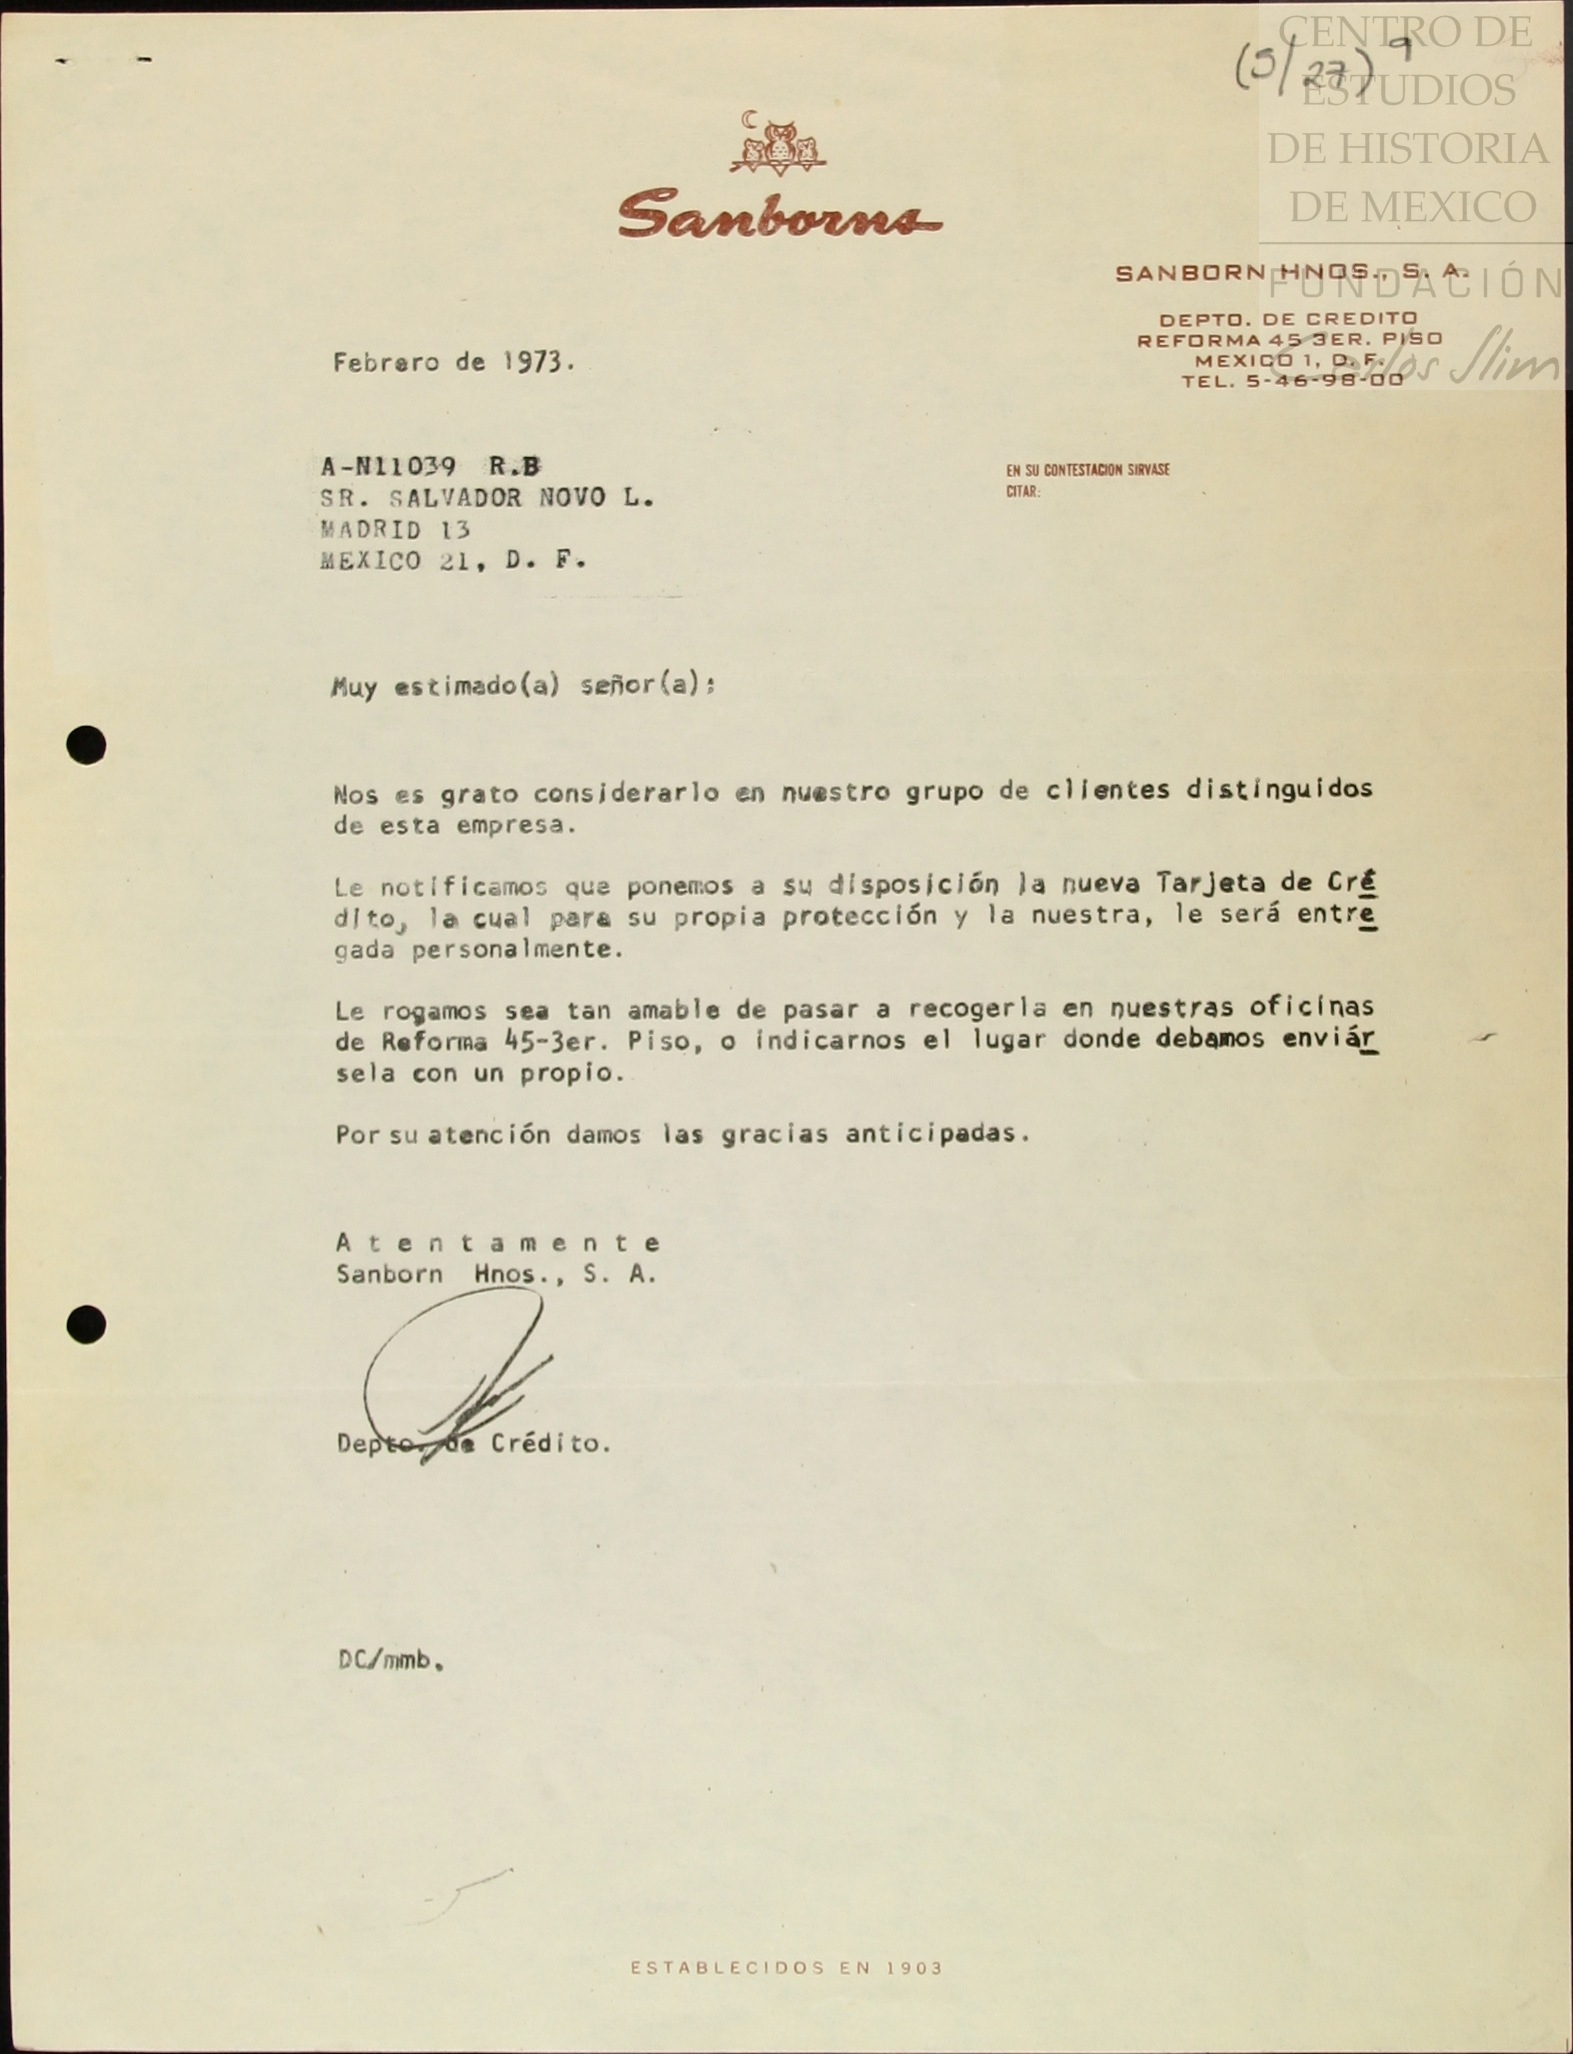 (S/27) 9
CENTRO DE
ESTUDIOS
DE HISTORIA
DE MEXICO
FUNDACIÓN
Carlos Slim
Sanborns
SANBORN HNOS., S. A.
DEPTO. DE CREDITO
REFORMA 45 3ER. PISO
MEXICO 1, D. F.
TEL. 5-46-98-00
Febrero de 1973.
A-N11039 R.B
SR. SALVADOR NOVO L.
MADRID 13
MEXICO 21, D. F.
EN SU CONTESTACION SIRVASE
CITAR:
Muy estimado(a) señor(a):
Nos es grato considerarlo en nuestro grupo de clientes distinguidos
de esta empresa.
Le notificamos que ponemos a su disposición la nueva Tarjeta de Cré
dito, la cual para su propia protección y la nuestra, le será entre
gada personalmente.
Le rogamos sea tan amable de pasar a recogerla en nuestras oficinas
de Reforma 45-3er. Piso, o indicarnos el lugar donde debamos enviár
sela con un propio.
Por su atención damos las gracias anticipadas.
A t e n t a m e n t e
Sanborn Hnos., S. A.
Depto. de Crédito.
DC/mmb.
ESTABLECIDOS EN 1903